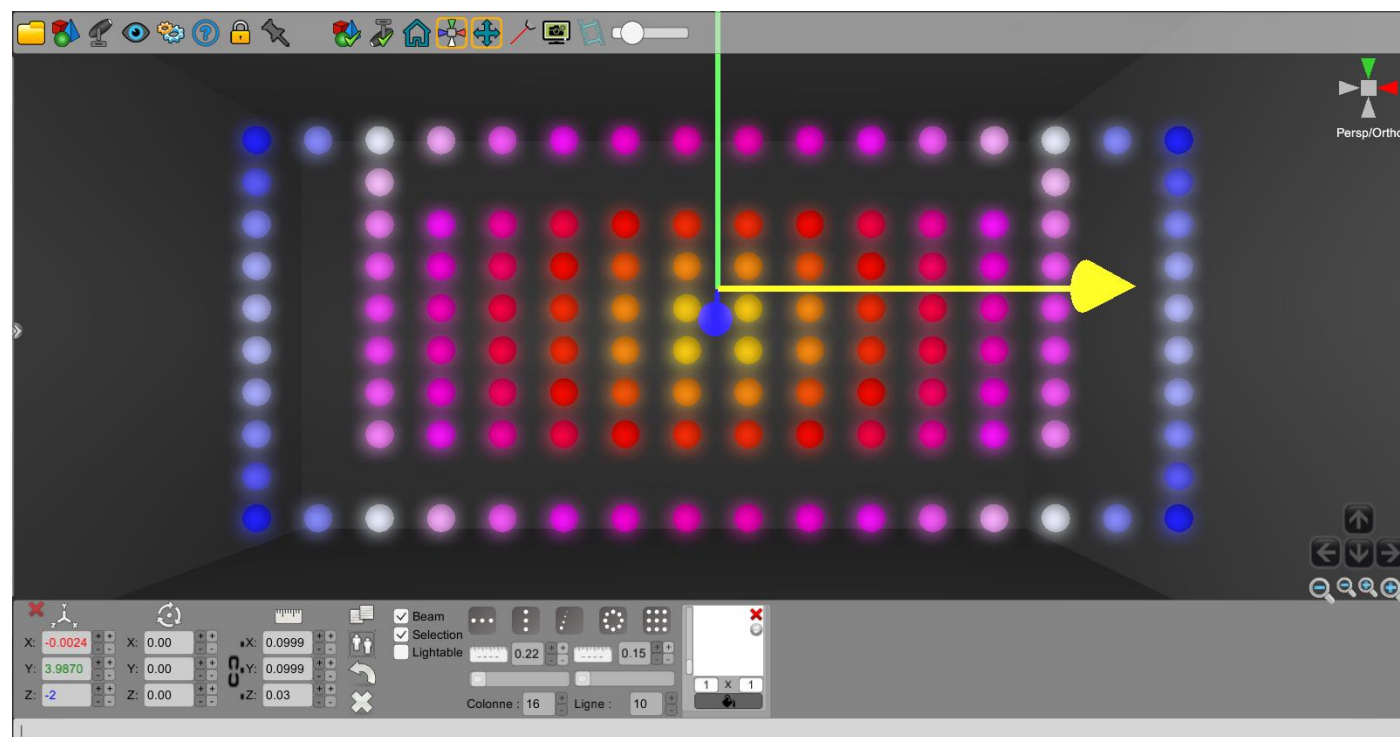 Persp/Ortho
X: -0.0024 X: 0.00 X: 0.0999
Y: 3.9870 Y: 0.00 Y: 0.0999
Z: -2 Z: 0.00 Z: 0.03
Beam
Selection
Lightable
0.22 0.15
Colonne : 16 Ligne : 10
1 X 1